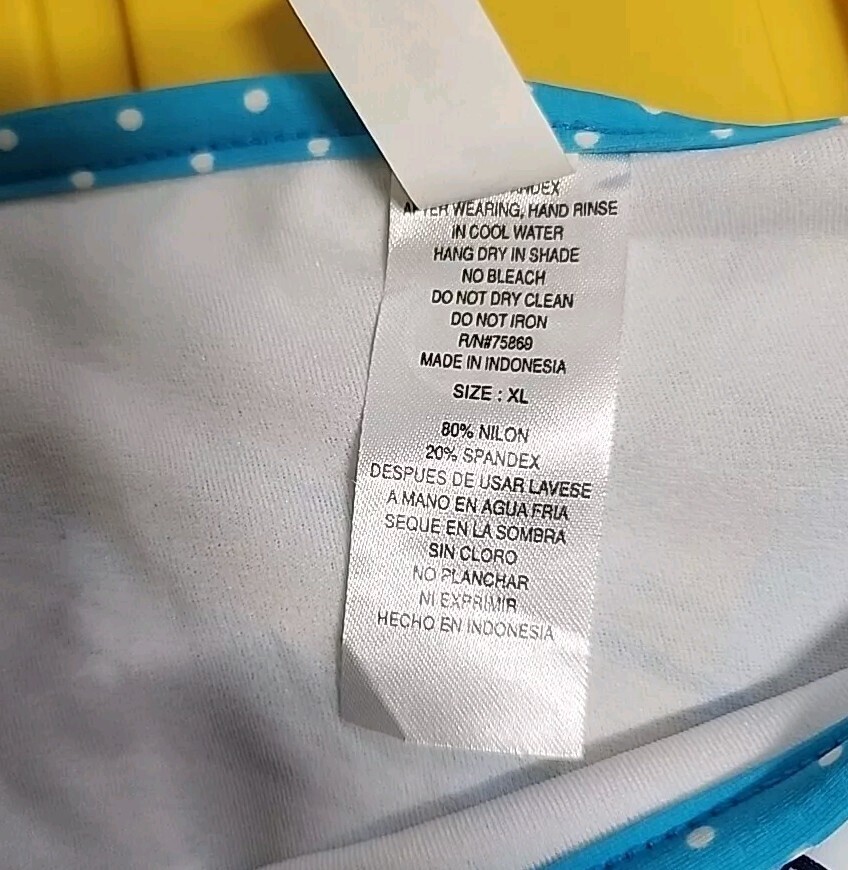 AFTER WEARING, HAND RINSE
IN COOL WATER
HANG DRY IN SHADE
NO BLEACH
DO NOT DRY CLEAN
DO NOT IRON
R/N#75869
MADE IN INDONESIA
SIZE : XL
80% NILON
20% SPANDEX
DESPUES DE USAR LAVESE
A MANO EN AGUA FRIA
SEQUE EN LA SOMBRA
SIN CLORO
NO PLANCHAR
NI EXPRIMIR
HECHO EN INDONESIA